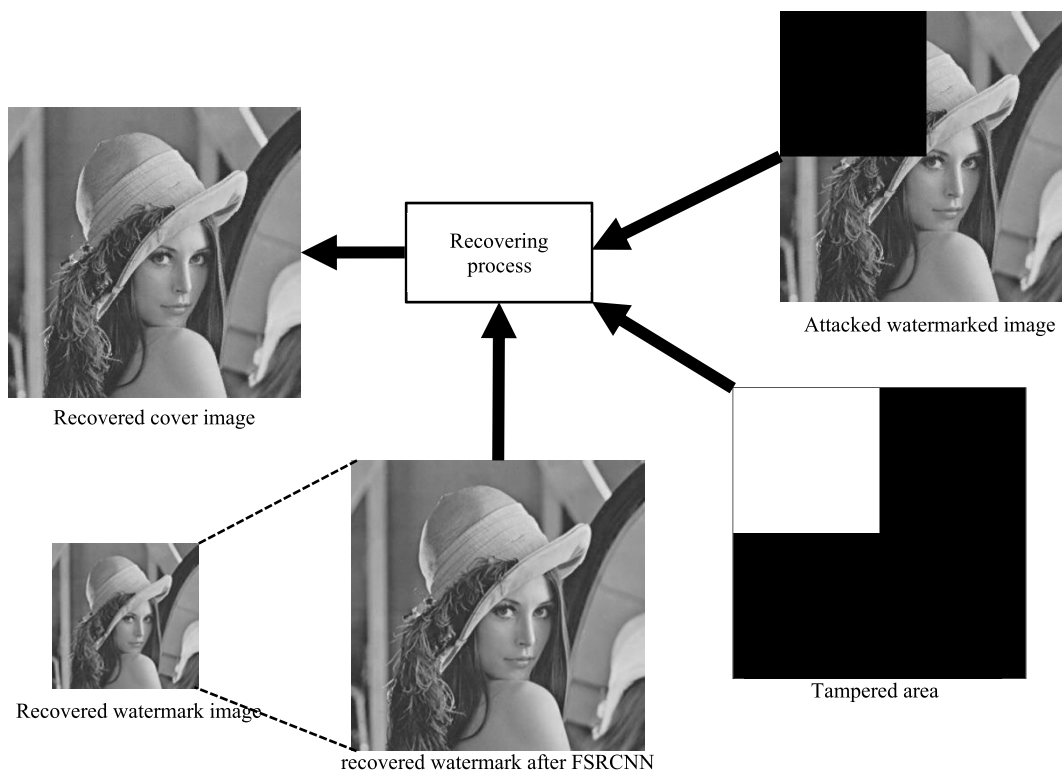 Recovering
process
Attacked watermarked image
Recovered cover image
Tampered area
Recovered watermark image
recovered watermark after FSRCNN